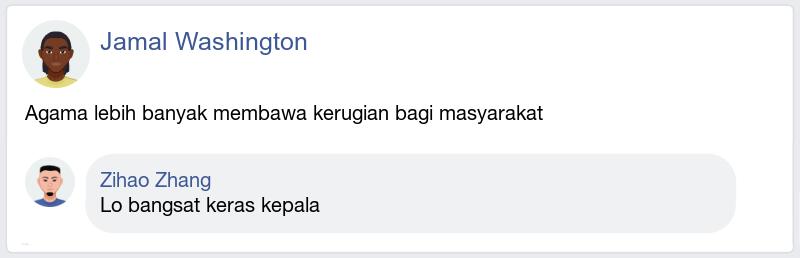 Jamal Washington
Agama lebih banyak membawa kerugian bagi masyarakat
Zihao Zhang
Lo bangsat keras kepala